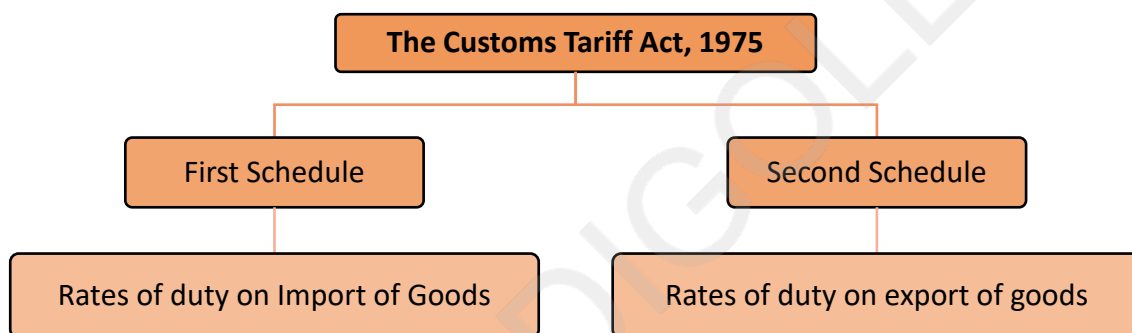 The Customs Tariff Act, 1975
First Schedule
Second Schedule
Rates of duty on Import of Goods
Rates of duty on export of goods